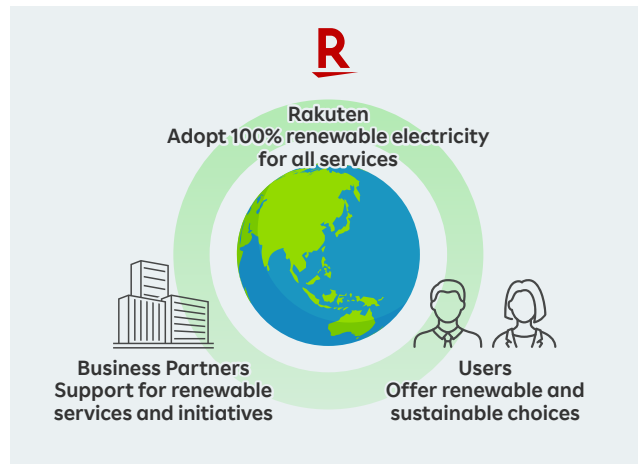 R
Rakuten
Adopt 100% renewable electricity
for all services
Business Partners
Support for renewable
services and initiatives
Users
Offer renewable and
sustainable choices